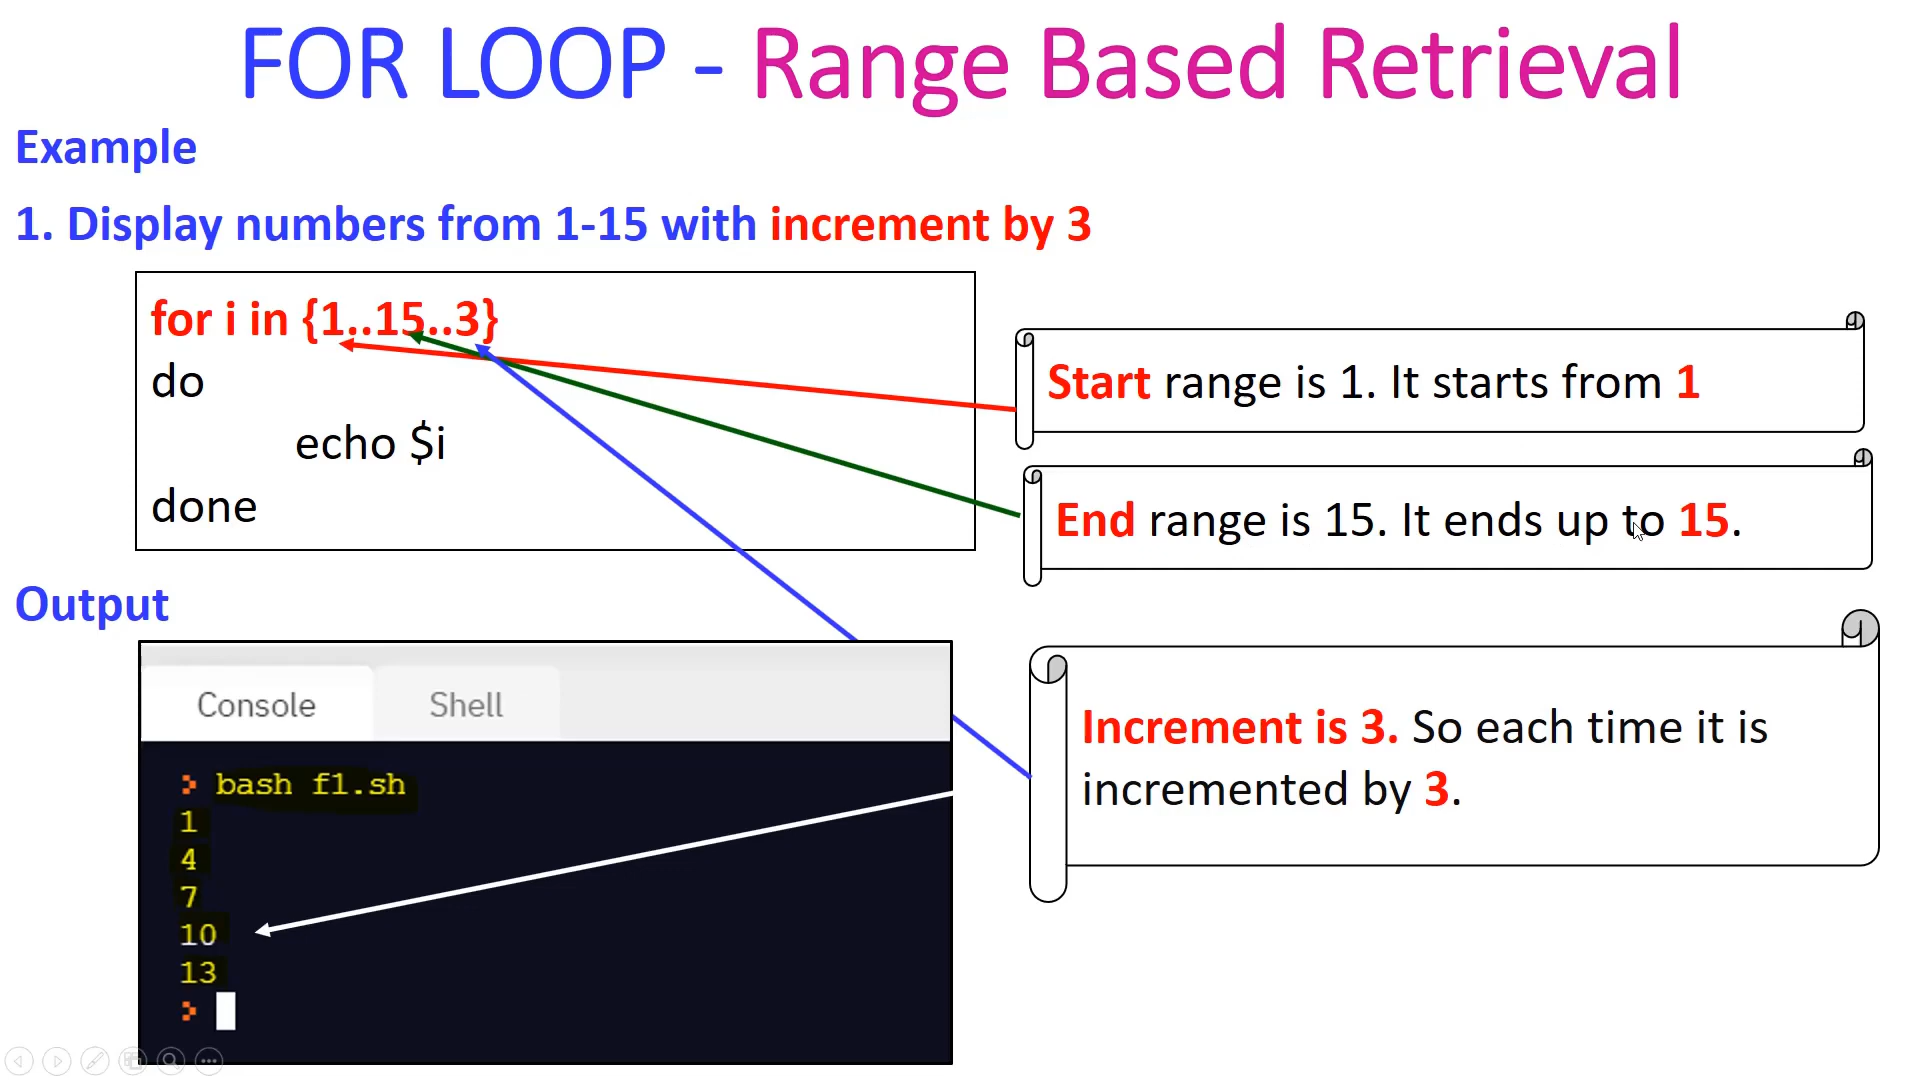 FOR LOOP - Range Based Retrieval
Example
1. Display numbers from 1-15 with increment by 3
for i in {1..15..3}
do
echo $i
done
Start range is 1. It starts from 1
End range is 15. It ends up to 15.
Increment is 3. So each time it is
incremented by 3.
Output
Console
Shell
> bash f1.sh
1
4
7
10
13
>